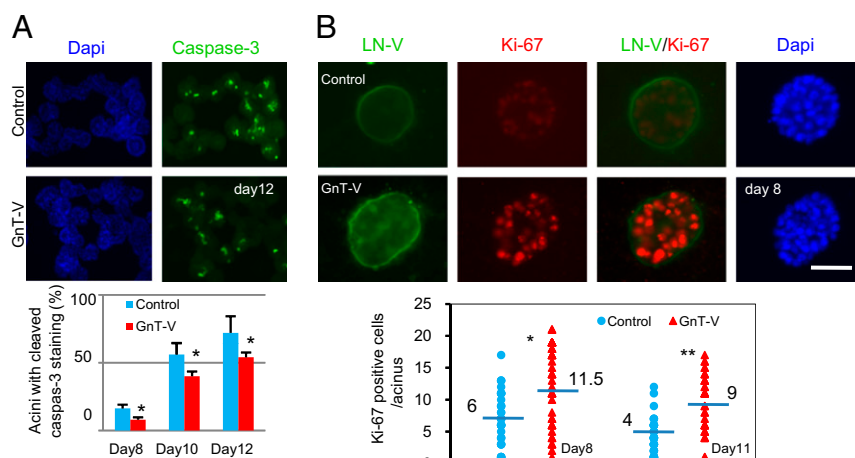 A
Dapi
Caspase-3
Control
GnT-V
day12
100
50
0
Acini with cleaved
caspas-3 staining (%)
Control
GnT-V
*
*
*
Day8
Day10
Day12
B
LN-V
Ki-67
LN-V/Ki-67
Dapi
Control
GnT-V
day 8
25
20
15
10
5
Ki-67 positive cells
/acinus
Control
GnT-V
*
**
6
11.5
4
9
Day8
Day11